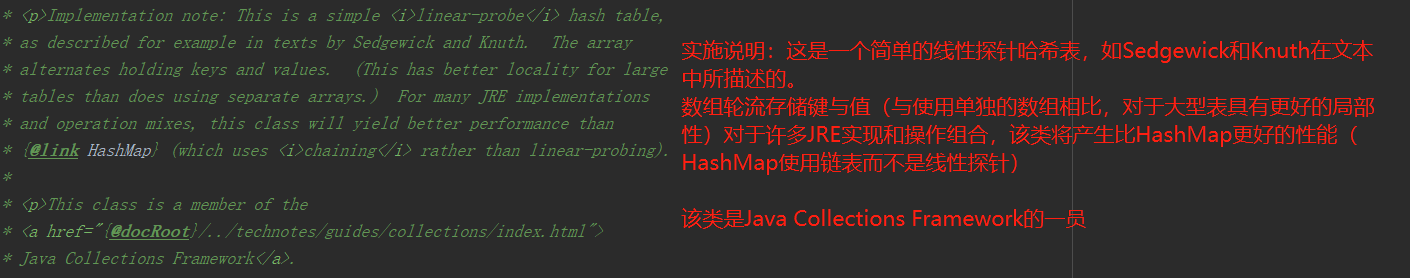 * <p>Implementation note: This is a simple <i>linear-probe</i> hash table,
* as described for example in texts by Sedgewick and Knuth.  The array
* alternates holding keys and values.  (This has better locality for large
* tables than does using separate arrays.)  For many JRE implementations
* and operation mixes, this class will yield better performance than
* {@link HashMap} (which uses <i>chaining</i> rather than linear-probing).
*
* <p>This class is a member of the
* <a href="{@docRoot}/../technotes/guides/collections/index.html">
* Java Collections Framework</a>.
实施说明：这是一个简单的线性探针哈希表，如Sedgewick和Knuth在文本
中所描述的。
数组轮流存储键与值（与使用单独的数组相比，对于大型表具有更好的局部
性）对于许多JRE实现和操作组合，该类将产生比HashMap更好的性能（
HashMap使用链表而不是线性探针）
该类是Java Collections Framework的一员